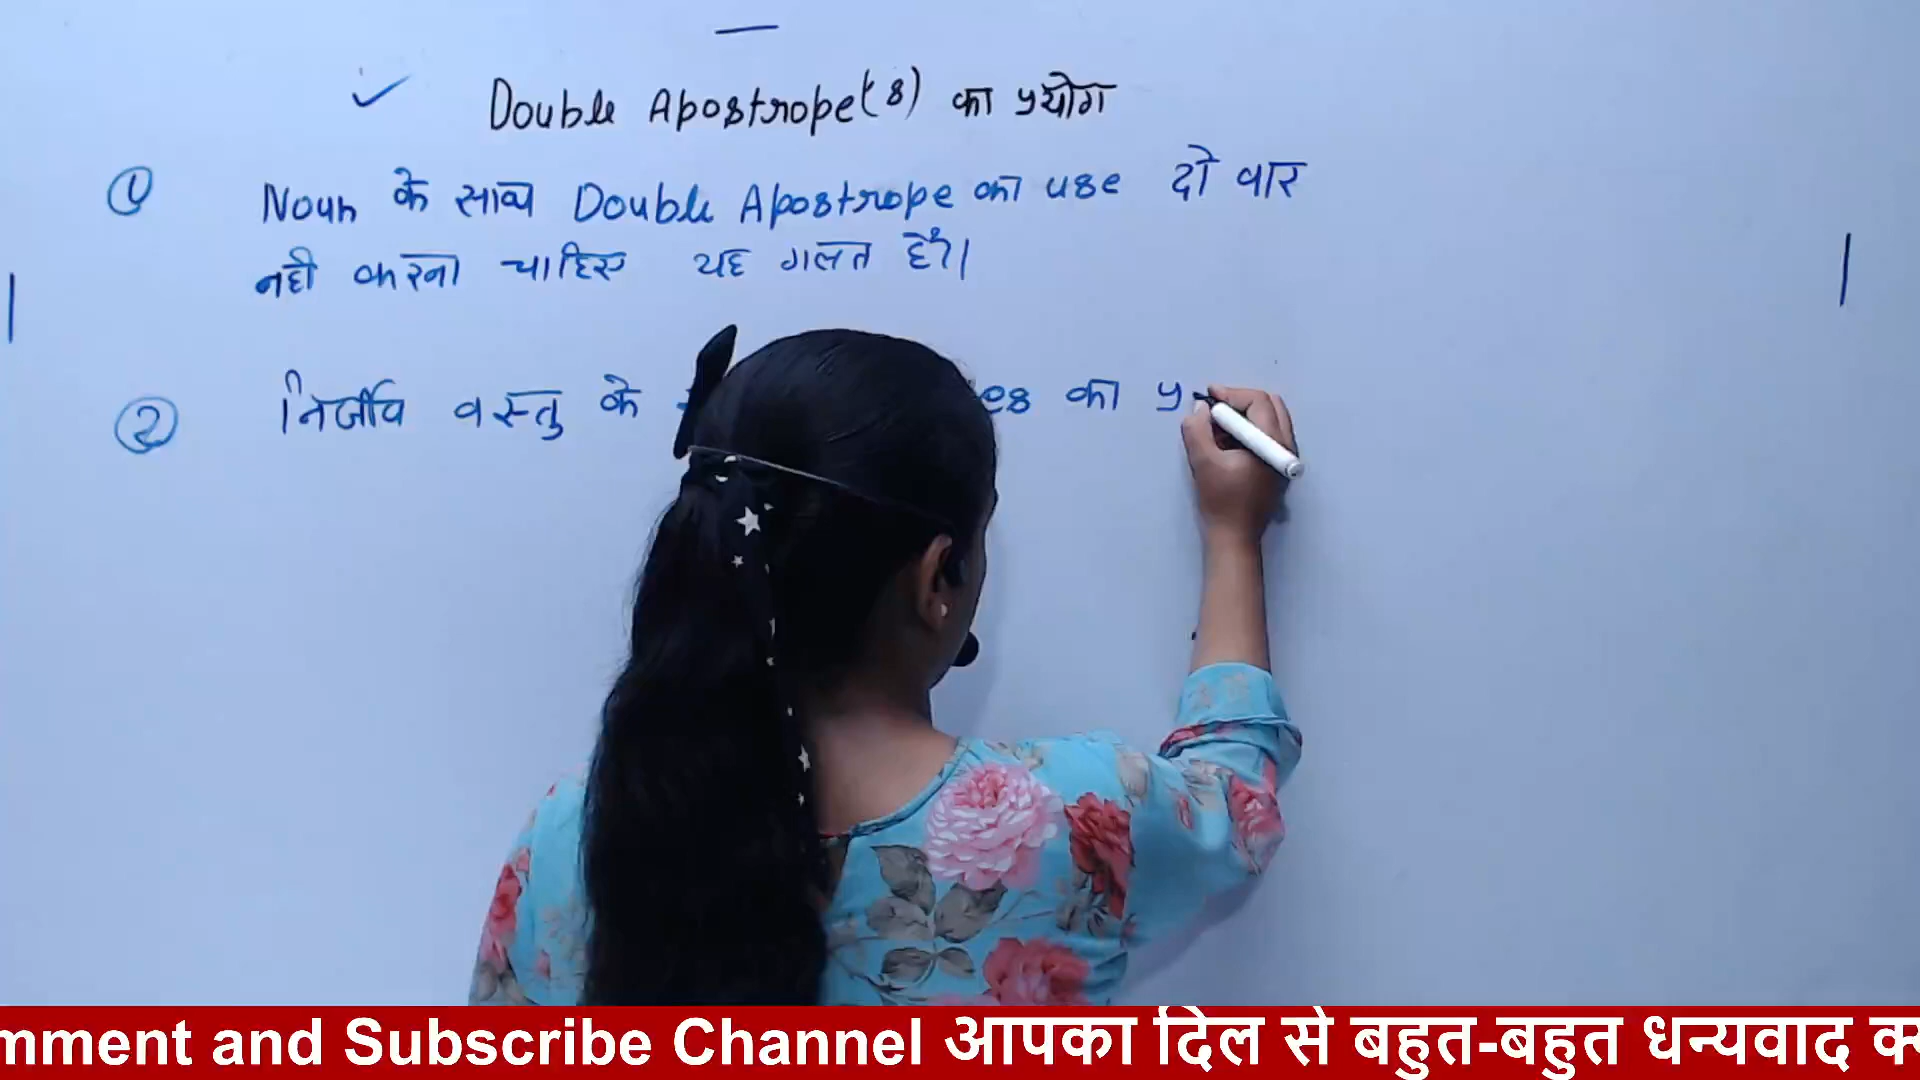 Double Apostrope('s) का प्रयोग
① Noun के साथ Double Apostrope का use दो वार
नही करना चाहिए यह गलत हैं।
② निर्जीव वस्तु के का
mment and Subscribe Channel आपका दिल से बहुत-बहुत धन्यवाद